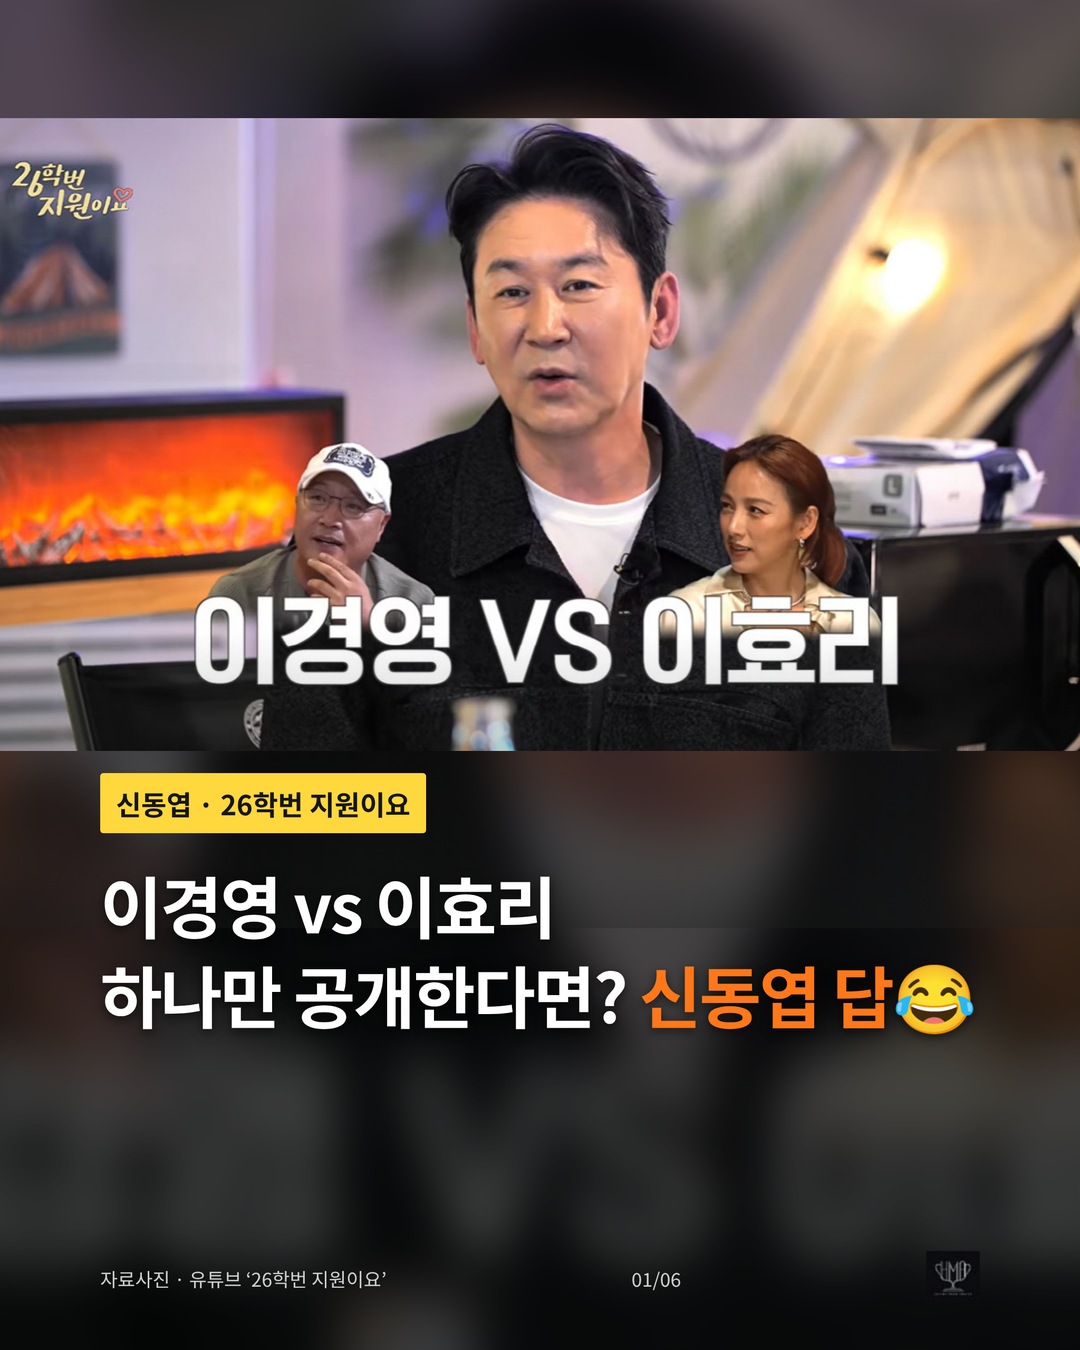 26학번
지원이요
이경영 VS 이효리
신동엽 · 26학번 지원이요
이경영 vs 이효리
하나만 공개한다면? 신동엽 답😂
자료사진 · 유튜브 ‘26학번 지원이요’
01/06